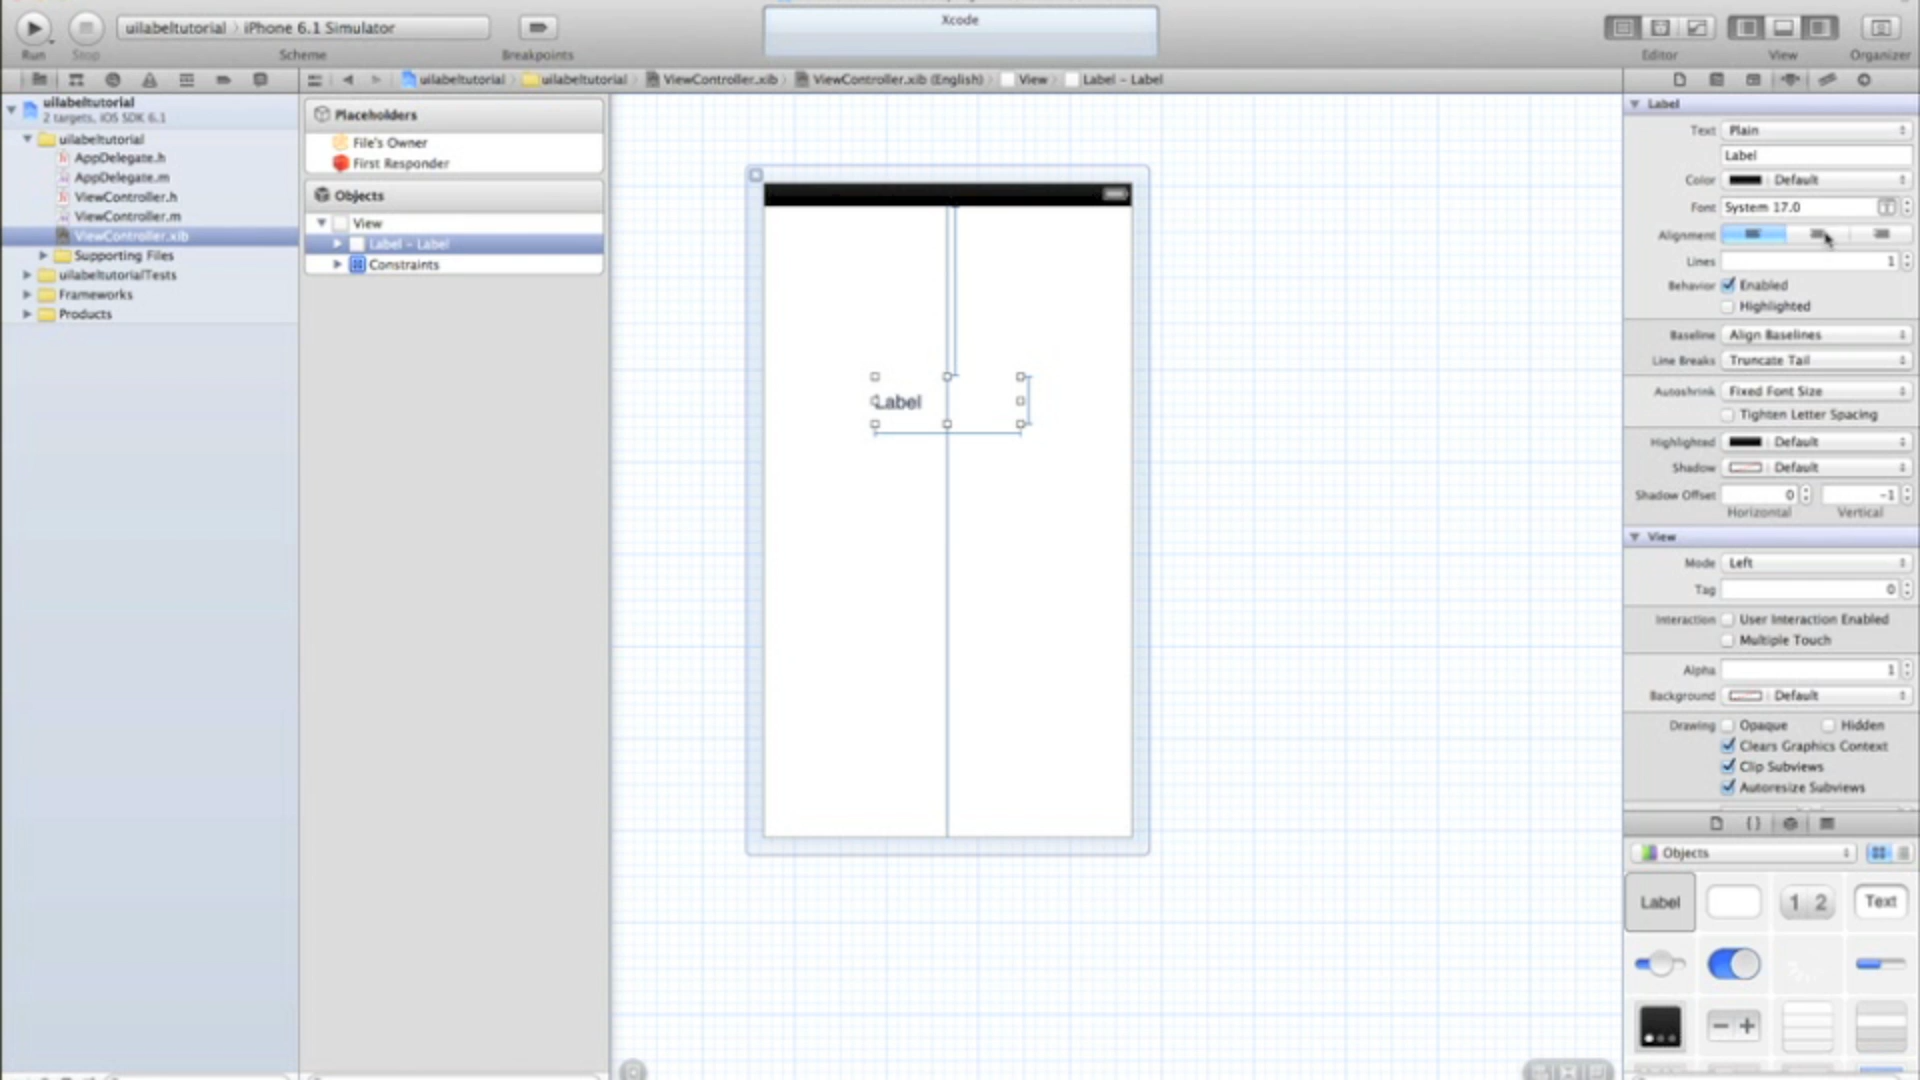 Xcode
uilabeltutorial › iPhone 6.1 Simulator
Run Stop Scheme Breakpoints Editor View Organizer
uilabeltutorial uilabeltutorial ViewController.xib ViewController.xib (English) View Label – Label
uilabeltutorial
2 targets, iOS SDK 6.1
uilabeltutorial
AppDelegate.h
AppDelegate.m
ViewController.h
ViewController.m
ViewController.xib
Supporting Files
uilabeltutorialTests
Frameworks
Products
Placeholders
File's Owner
First Responder
Objects
View
Label – Label
Constraints
Label
Label
Text Plain
Label
Color Default
Font System 17.0
Alignment
Lines 1
Behavior Enabled
Highlighted
Baseline Align Baselines
Line Breaks Truncate Tail
Autoshrink Fixed Font Size
Tighten Letter Spacing
Highlighted Default
Shadow Default
Shadow Offset 0 -1
Horizontal Vertical
View
Mode Left
Tag 0
Interaction User Interaction Enabled
Multiple Touch
Alpha 1
Background Default
Drawing Opaque Hidden
Clears Graphics Context
Clip Subviews
Autoresize Subviews
{}
Objects
Label 1 2 Text